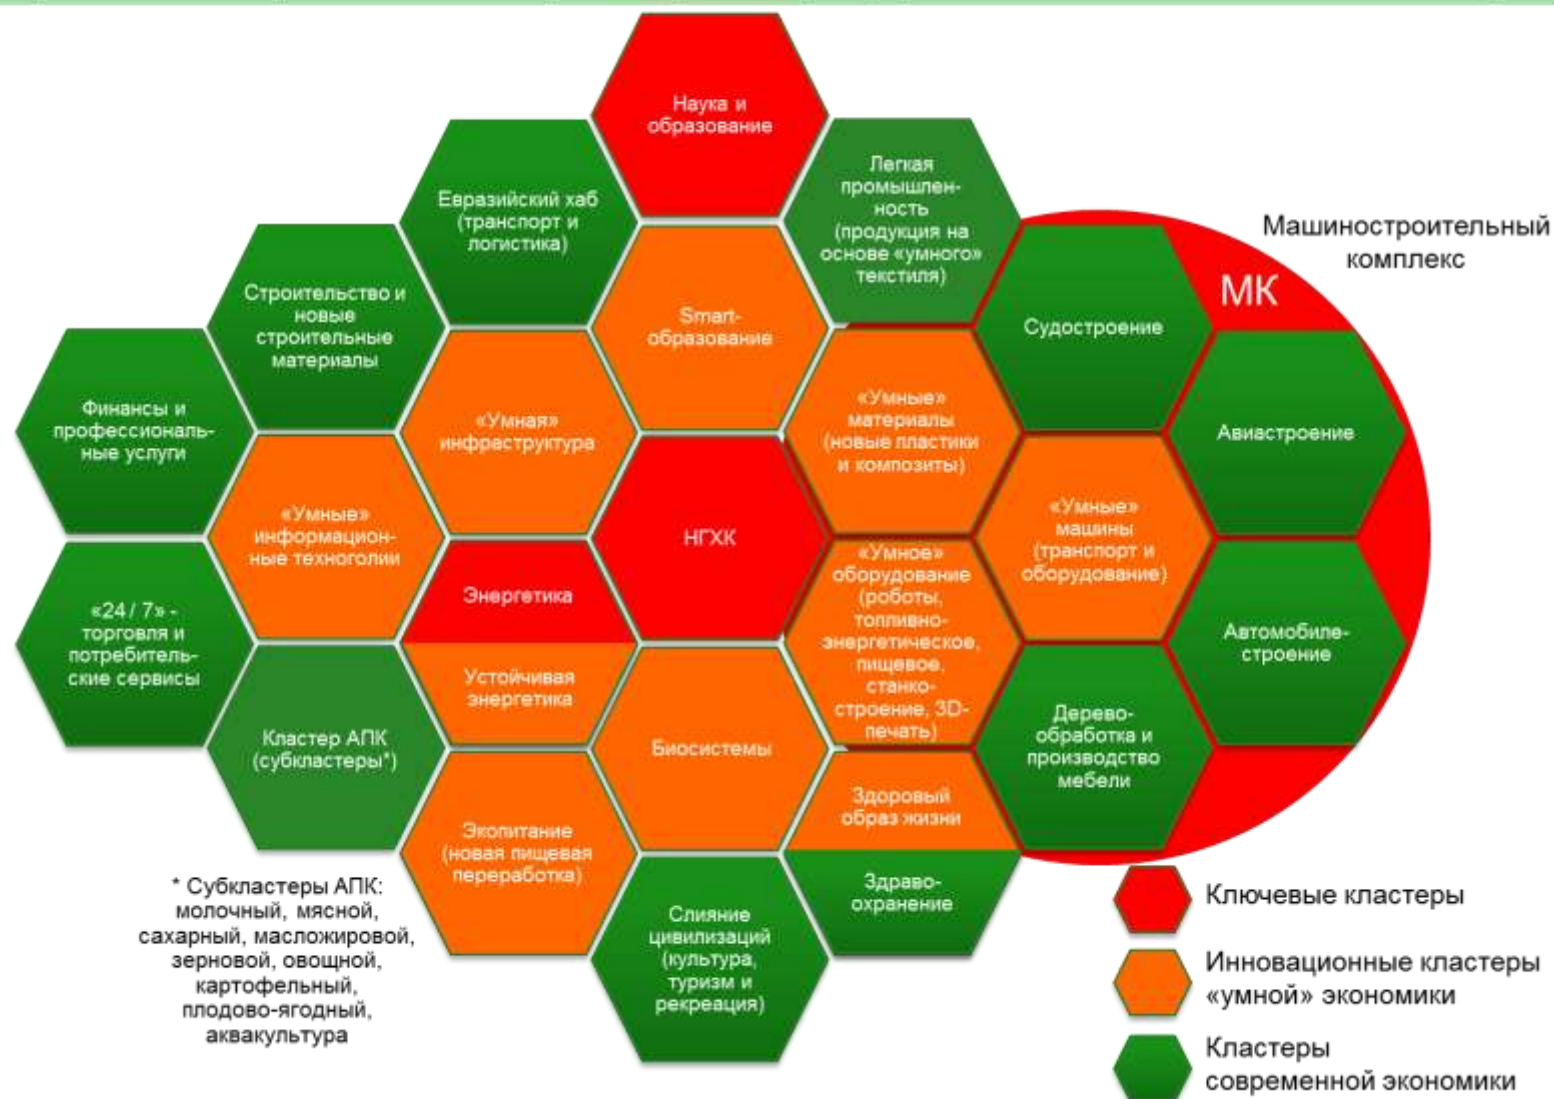 Наука и
образование
Евразийский хаб
(транспорт и
логистика)
Легкая
промышлен-
ность
(продукция на
основе «умного»
текстиля)
Машиностроительный
комплекс
МК
Строительство и
новые
строительные
материалы
Smart-
образование
Судостроение
Финансы и
профессиональ-
ные услуги
«Умная»
инфраструктура
«Умные»
материалы
(новые пластики
и композиты)
Авиастроение
«Умные»
информацион-
ные техноголии
НГХК
«Умные»
машины
(транспорт и
оборудование)
Энергетика
«Умное»
оборудование
(роботы,
топливно-
энергетическое,
пищевое,
станко-
строение, 3D-
печать)
«24 / 7» -
торговля и
потребитель-
ские сервисы
Автомобиле-
строение
Устойчивая
энергетика
Кластер АПК
(субкластеры*)
Биосистемы
Дерево-
обработка и
производство
мебели
Здоровый
образ жизни
Экопитание
(новая пищевая
переработка)
Здраво-
охранение
Слияние
цивилизаций
(культура,
туризм и
рекреация)
* Субкластеры АПК:
молочный, мясной,
сахарный, масложировой,
зерновой, овощной,
картофельный,
плодово-ягодный,
аквакультура
Ключевые кластеры
Инновационные кластеры
«умной» экономики
Кластеры
современной экономики